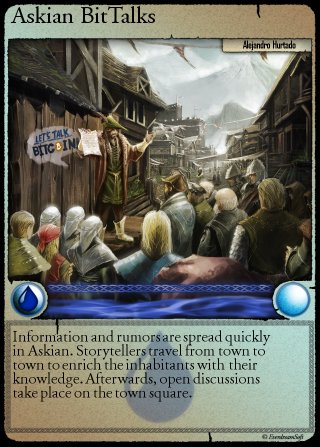 Askian BitTalks
Alejandro Hurtado
LET'S TALK
BITCOIN
Information and rumors are spread quickly
in Askian. Storytellers travel from town to
town to enrich the inhabitants with their
knowledge. Afterwards, open discussions
take place on the town square.
© EverdreamSoft